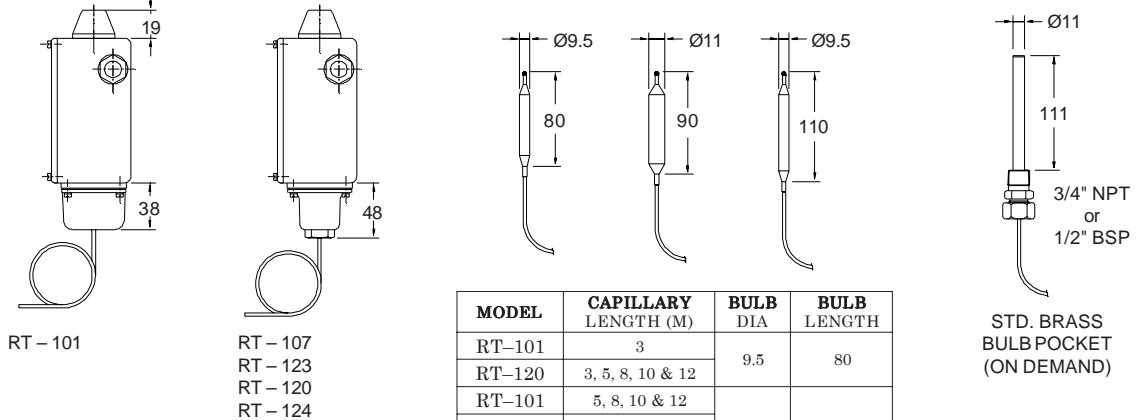 19
38
RT – 101
48
RT – 107
RT – 123
RT – 120
RT – 124
Ø9.5
80
Ø11
90
Ø9.5
110
MODEL CAPILLARY LENGTH (M) BULB DIA BULB LENGTH
RT–101 3 9.5 80
RT–120 3, 5, 8, 10 & 12
RT–101 5, 8, 10 & 12
Ø11
111
3/4" NPT
or
1/2" BSP
STD. BRASS
BULB POCKET
(ON DEMAND)